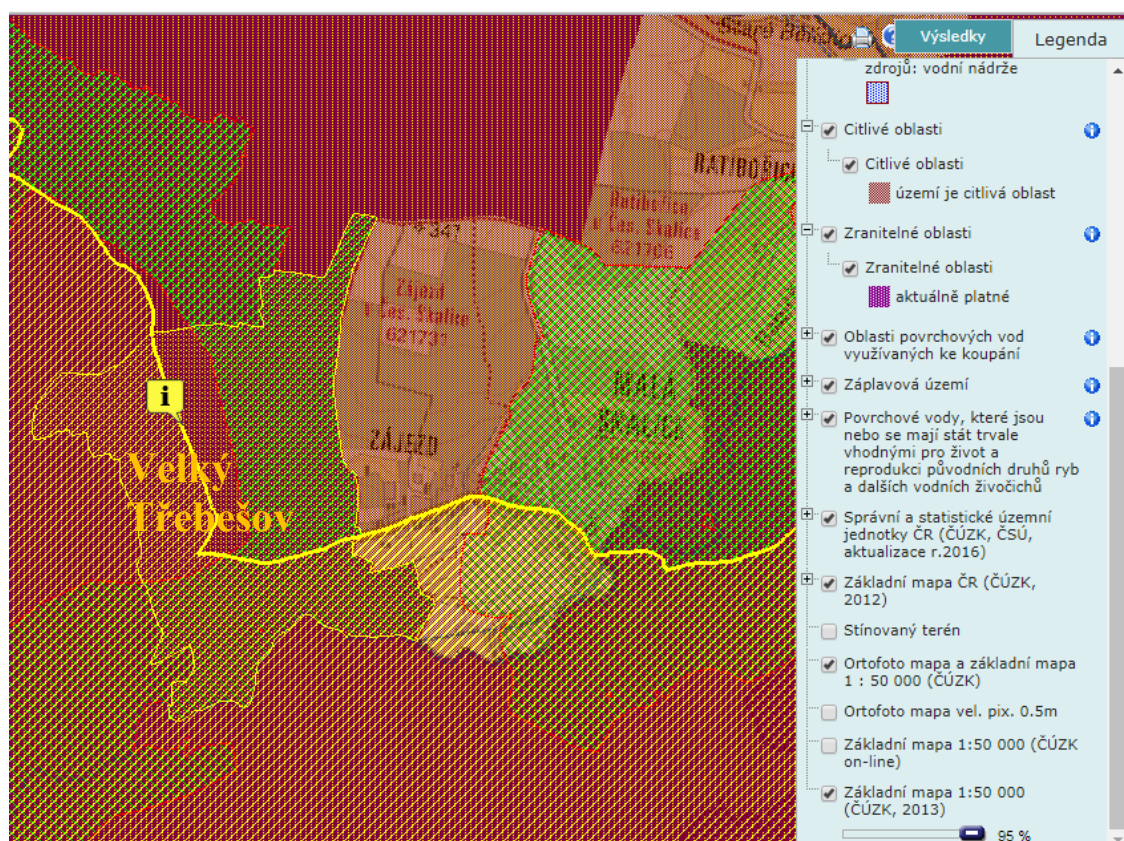 Staré
Výsledky
Legenda
zdrojů: vodní nádrže
Citlivé oblasti
Citlivé oblasti
území je citlivá oblast
Zranitelné oblasti
Zranitelné oblasti
aktuálně platné
Oblasti povrchových vod
využívaných ke koupání
Záplavová území
Povrchové vody, které jsou
nebo se mají stát trvale
vhodnými pro život a
reprodukci původních druhů ryb
a dalších vodních živočichů
Správní a statistické územní
jednotky ČR (ČÚZK, ČSÚ,
aktualizace r.2016)
Základní mapa ČR (ČÚZK,
2012)
Stínovaný terén
Ortofoto mapa a základní mapa
1 : 50 000 (ČÚZK)
Ortofoto mapa vel. pix. 0.5m
Základní mapa 1:50 000 (ČÚZK
on-line)
Základní mapa 1:50 000
(ČÚZK, 2013)
95 %
RATIBOŘIC
Ratibořice
u Čes. Skalice
621706
347
Zájezd
u Čes. Skalice
621731
MALÁ
SKALICE
ZÁJEZD
i
Velký
Třebešov